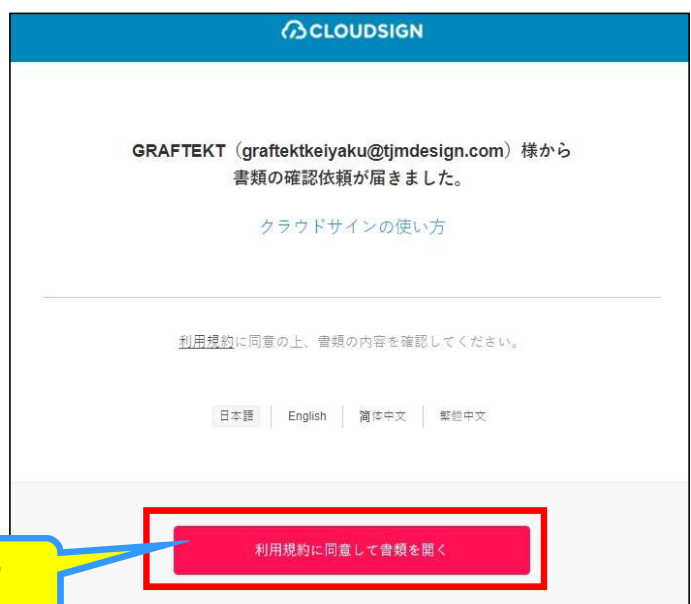 CLOUDSIGN
GRAFTEKT（graftektkeiyaku@tjmdesign.com）様から
書類の確認依頼が届きました。
クラウドサインの使い方
利用規約に同意の上、書類の内容を確認してください。
日本語 English 简体中文 繁體中文
利用規約に同意して書類を開く